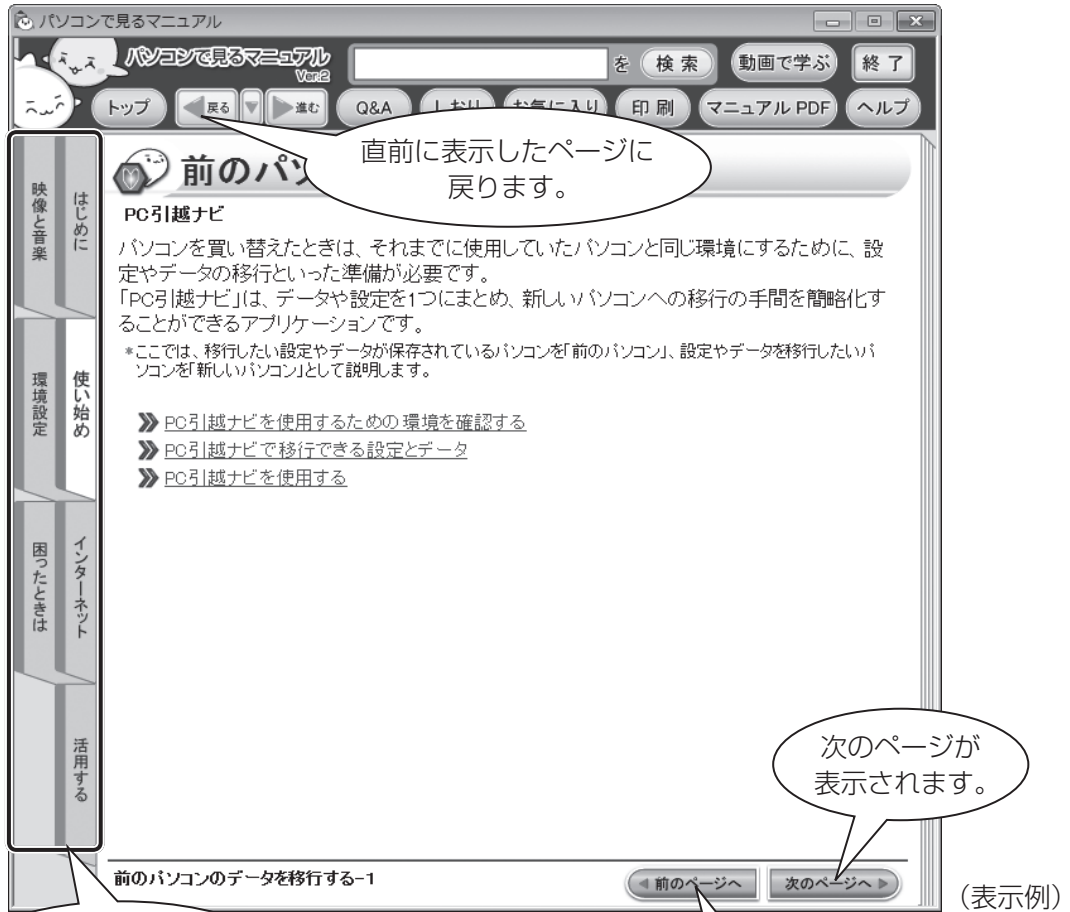 パソコンで見るマニュアル
パソコンで見るマニュアル
Ver.2
を 検索 動画で学ぶ 終了
トップ 戻る 進む Q&A しおり お気に入り 印刷 マニュアル PDF ヘルプ
直前に表示したページに
戻ります。
前のパソ
PC引越ナビ
パソコンを買い替えたときは、それまでに使用していたパソコンと同じ環境にするために、設
定やデータの移行といった準備が必要です。
「PC引越ナビ」は、データや設定を1つにまとめ、新しいパソコンへの移行の手間を簡略化す
ることができるアプリケーションです。
*ここでは、移行したい設定やデータが保存されているパソコンを「前のパソコン」、設定やデータを移行したいパ
ソコンを「新しいパソコン」として説明します。
PC引越ナビを使用するための環境を確認する
PC引越ナビで移行できる設定とデータ
PC引越ナビを使用する
はじめに
映像と音楽
使い始め
環境設定
インターネット
困ったときは
活用する
次のページが
表示されます。
前のパソコンのデータを移行する-1
前のページへ 次のページへ
（表示例）